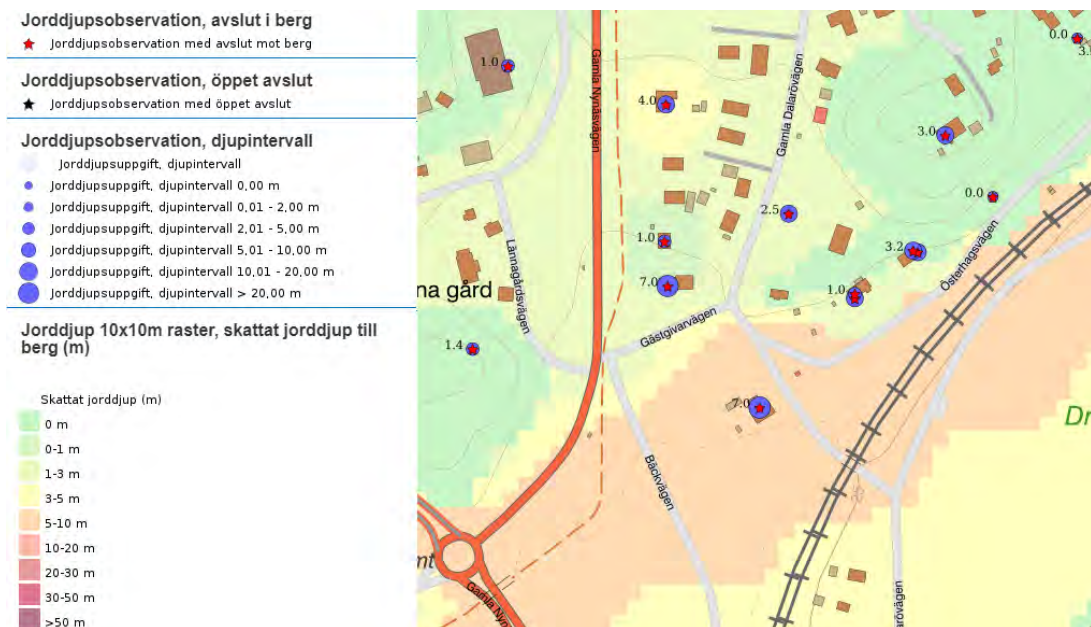 Jorddjupsobservation, avslut i berg
Jorddjupsobservation med avslut mot berg
Jorddjupsobservation, öppet avslut
Jorddjupsobservation med öppet avslut
Jorddjupsobservation, djupintervall
Jorddjupsuppgift, djupintervall
Jorddjupsuppgift, djupintervall 0,00 m
Jorddjupsuppgift, djupintervall 0,01 - 2,00 m
Jorddjupsuppgift, djupintervall 2,01 - 5,00 m
Jorddjupsuppgift, djupintervall 5,01 - 10,00 m
Jorddjupsuppgift, djupintervall 10,01 - 20,00 m
Jorddjupsuppgift, djupintervall > 20,00 m
Jorddjup 10x10m raster, skattat jorddjup till
berg (m)
Skattat jorddjup (m)
0 m
0-1 m
1-3 m
3-5 m
5-10 m
10-20 m
20-30 m
30-50 m
>50 m
1.0
4.0
0.0
3.0
2.5
0.0
1.0
3.2
7.0
1.0
1.4
7.0
Gamla Nynäsvägen
Gamla Dalarövägen
Lännagårdsvägen
Österhagsvägen
Gästgivarvägen
Bäckvägen
na gård
Dr
nt
Gamla Nyn
arövägen